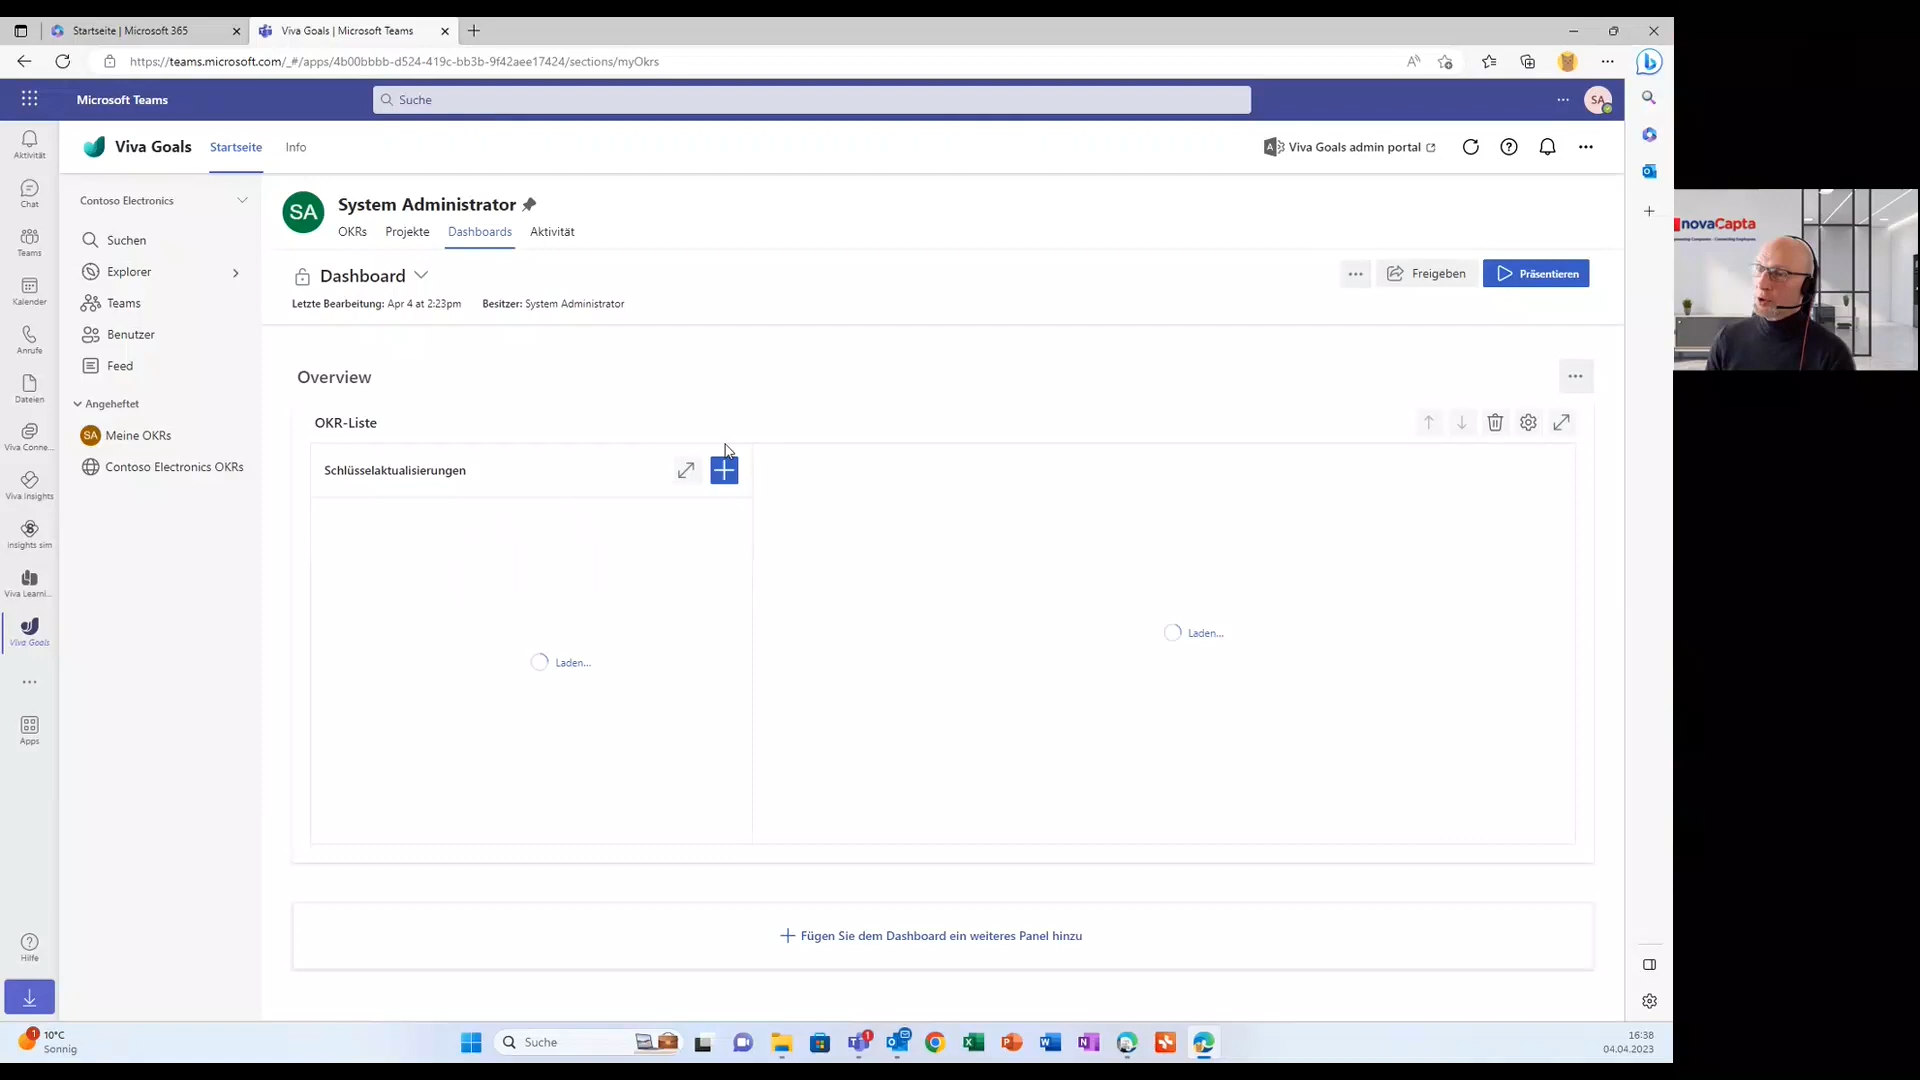 Startseite | Microsoft 365
Viva Goals | Microsoft Teams
https://teams.microsoft.com/_#/apps/4b00bbbb-d524-419c-bb3b-9f42aee17424/sections/myOkrs
Microsoft Teams
Suche
SA
Viva Goals
Startseite
Info
Viva Goals admin portal
Aktivität
Chat
Teams
Kalender
Anrufe
Dateien
Viva Conne...
Viva Insights
Insights sim
Viva Learni...
Viva Goals
Apps
Hilfe
Contoso Electronics
Suchen
Explorer
Teams
Benutzer
Feed
Angeheftet
SA Meine OKRs
Contoso Electronics OKRs
SA
System Administrator
OKRs
Projekte
Dashboards
Aktivität
Dashboard
Letzte Bearbeitung: Apr 4 at 2:23pm
Besitzer: System Administrator
Freigeben
Präsentieren
Overview
OKR-Liste
Schlüsselaktualisierungen
Laden...
Laden...
Fügen Sie dem Dashboard ein weiteres Panel hinzu
novaCapta
1
10°C
Sonnig
Suche
1
16:38
04.04.2023